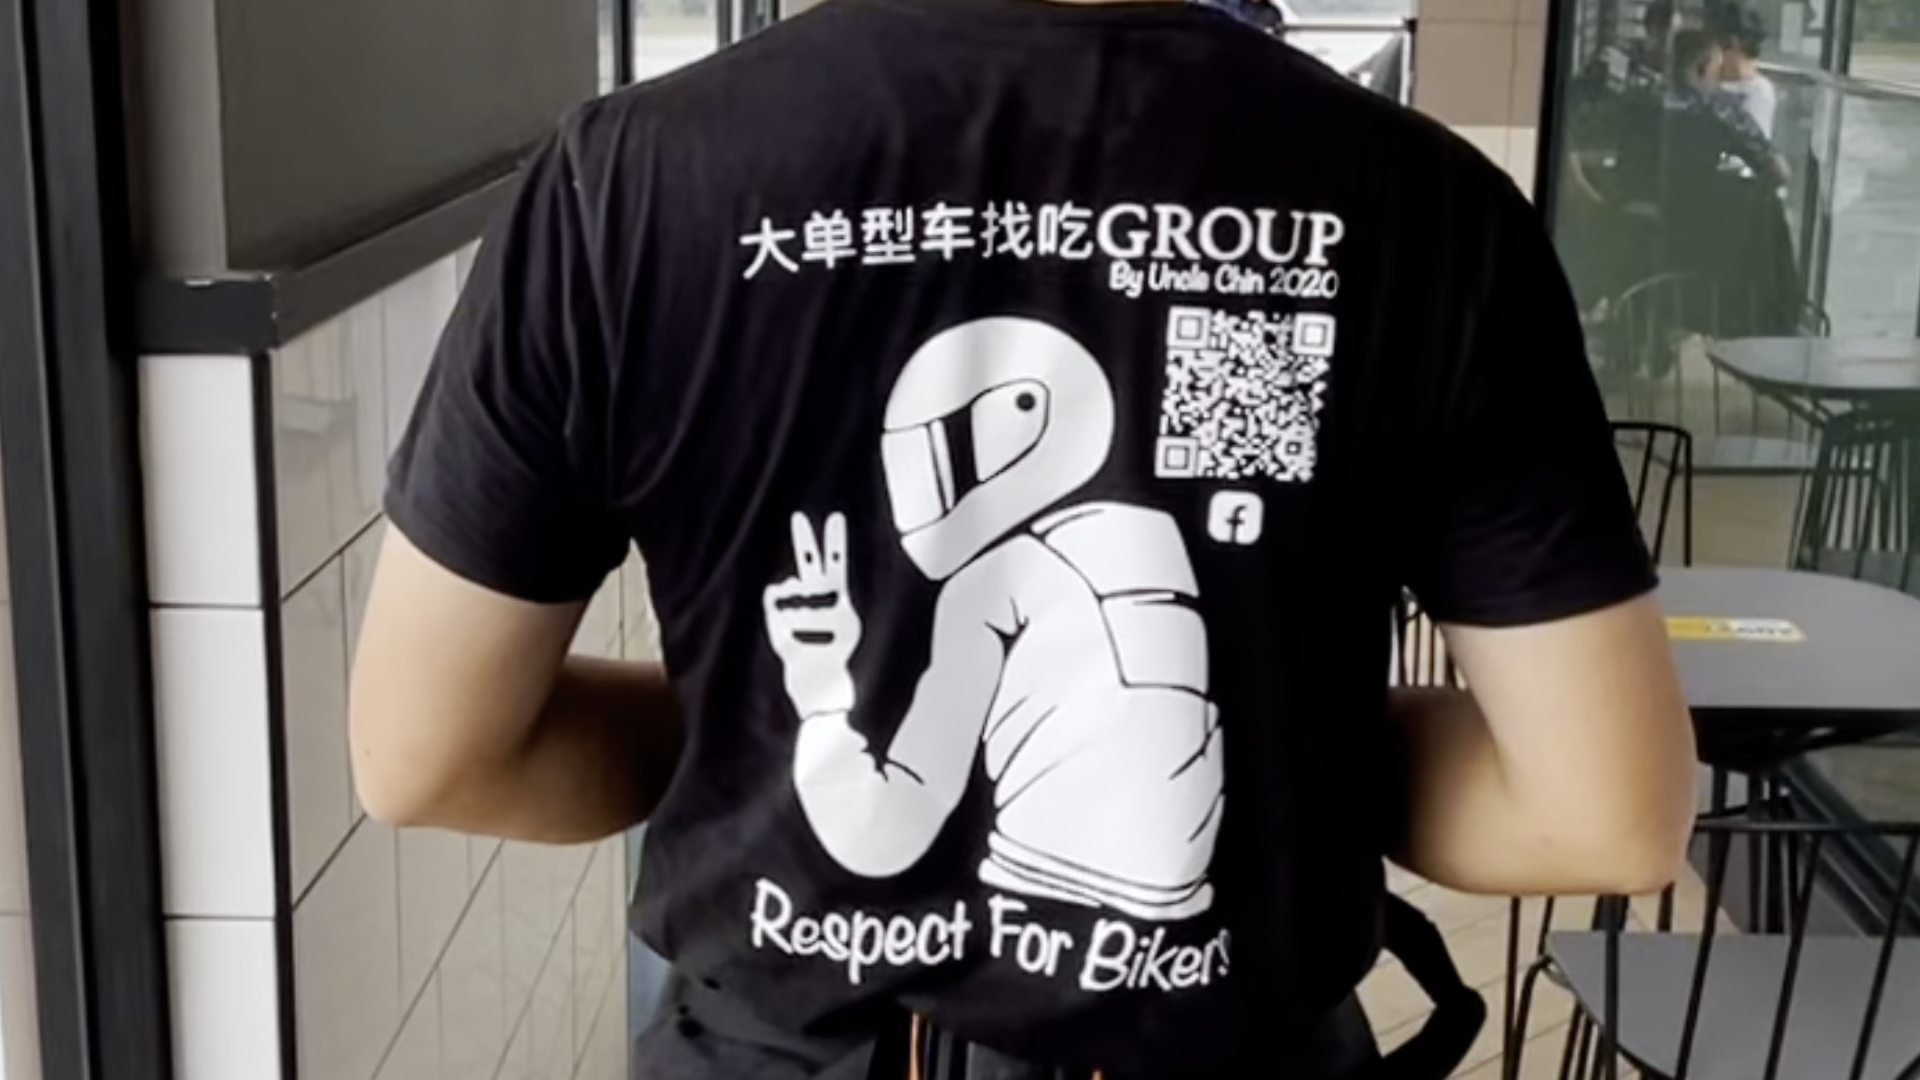 大单型车找吃GROUP
By Uncle Chin 2020
f
Respect For Bikers